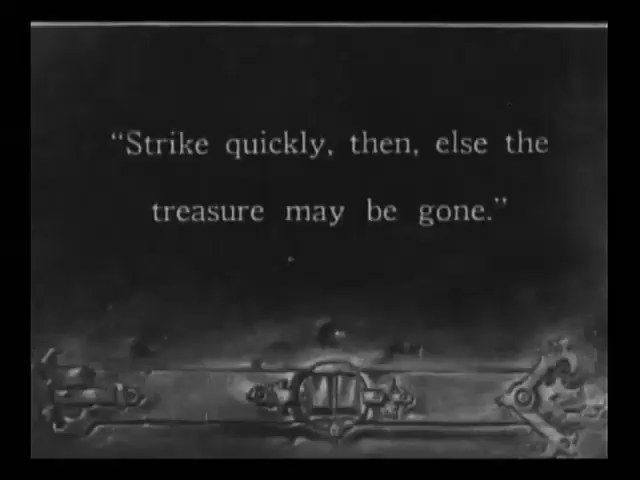 “Strike quickly, then, else the
treasure may be gone.”